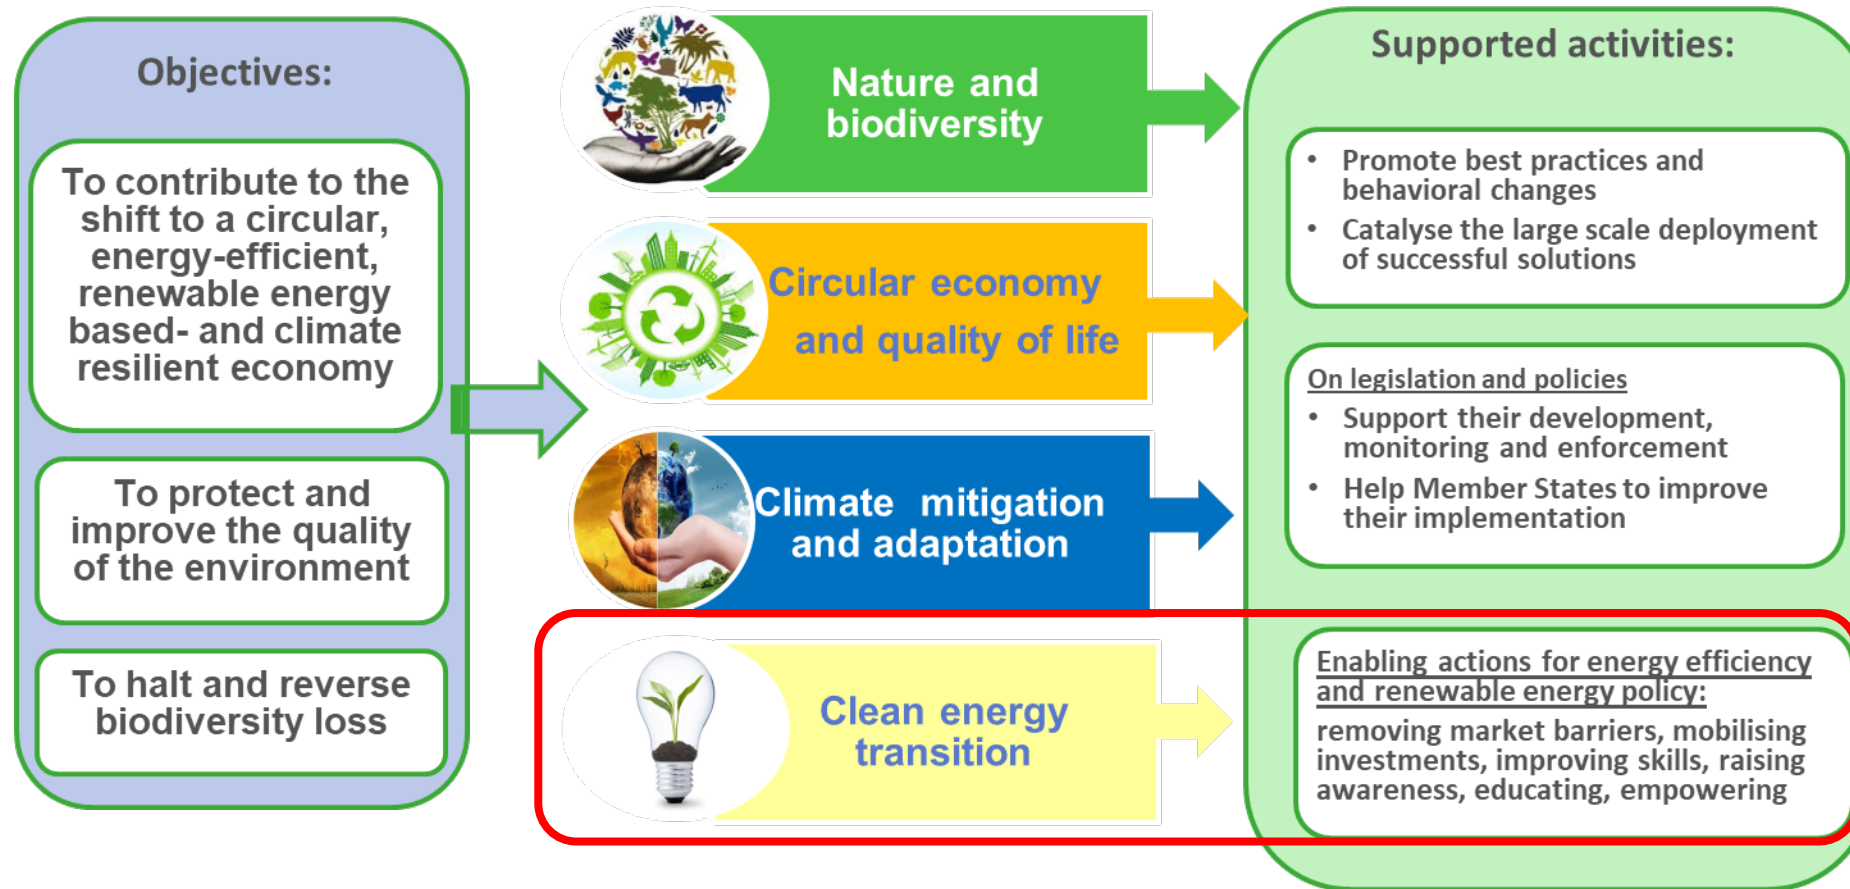 Objectives:
To contribute to the
shift to a circular,
energy-efficient,
renewable energy
based- and climate
resilient economy
To protect and
improve the quality
of the environment
To halt and reverse
biodiversity loss
Nature and
biodiversity
Circular economy
and quality of life
Climate mitigation
and adaptation
Clean energy
transition
Supported activities:
• Promote best practices and
behavioral changes
• Catalyse the large scale deployment
of successful solutions
On legislation and policies
• Support their development,
monitoring and enforcement
• Help Member States to improve
their implementation
Enabling actions for energy efficiency
and renewable energy policy:
removing market barriers, mobilising
investments, improving skills, raising
awareness, educating, empowering